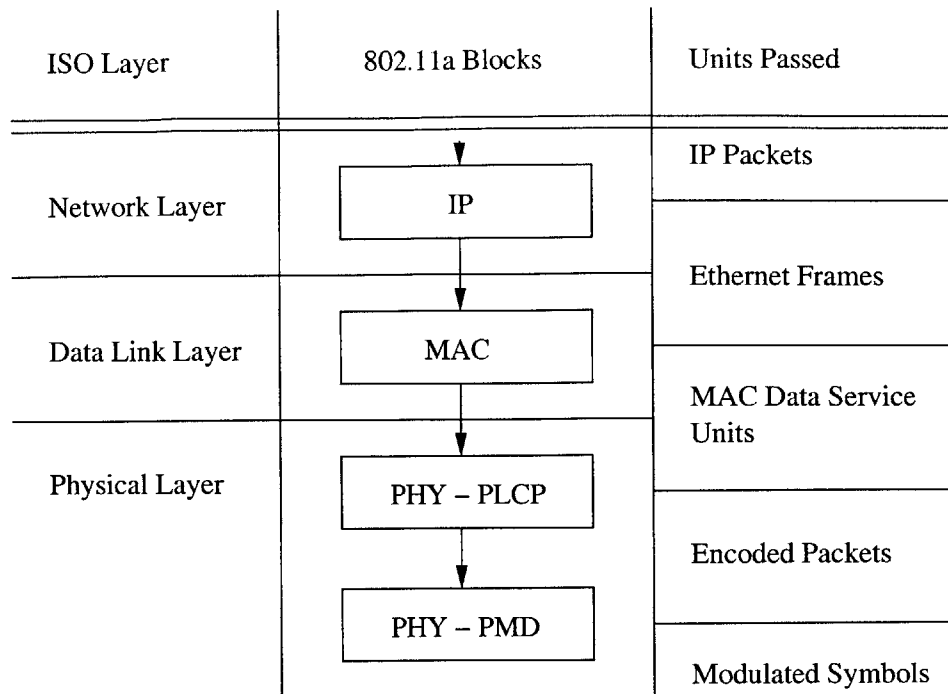 ISO Layer
802.11a Blocks
Units Passed
IP Packets
Network Layer
IP
Ethernet Frames
Data Link Layer
MAC
MAC Data Service
Units
Physical Layer
PHY – PLCP
Encoded Packets
PHY – PMD
Modulated Symbols